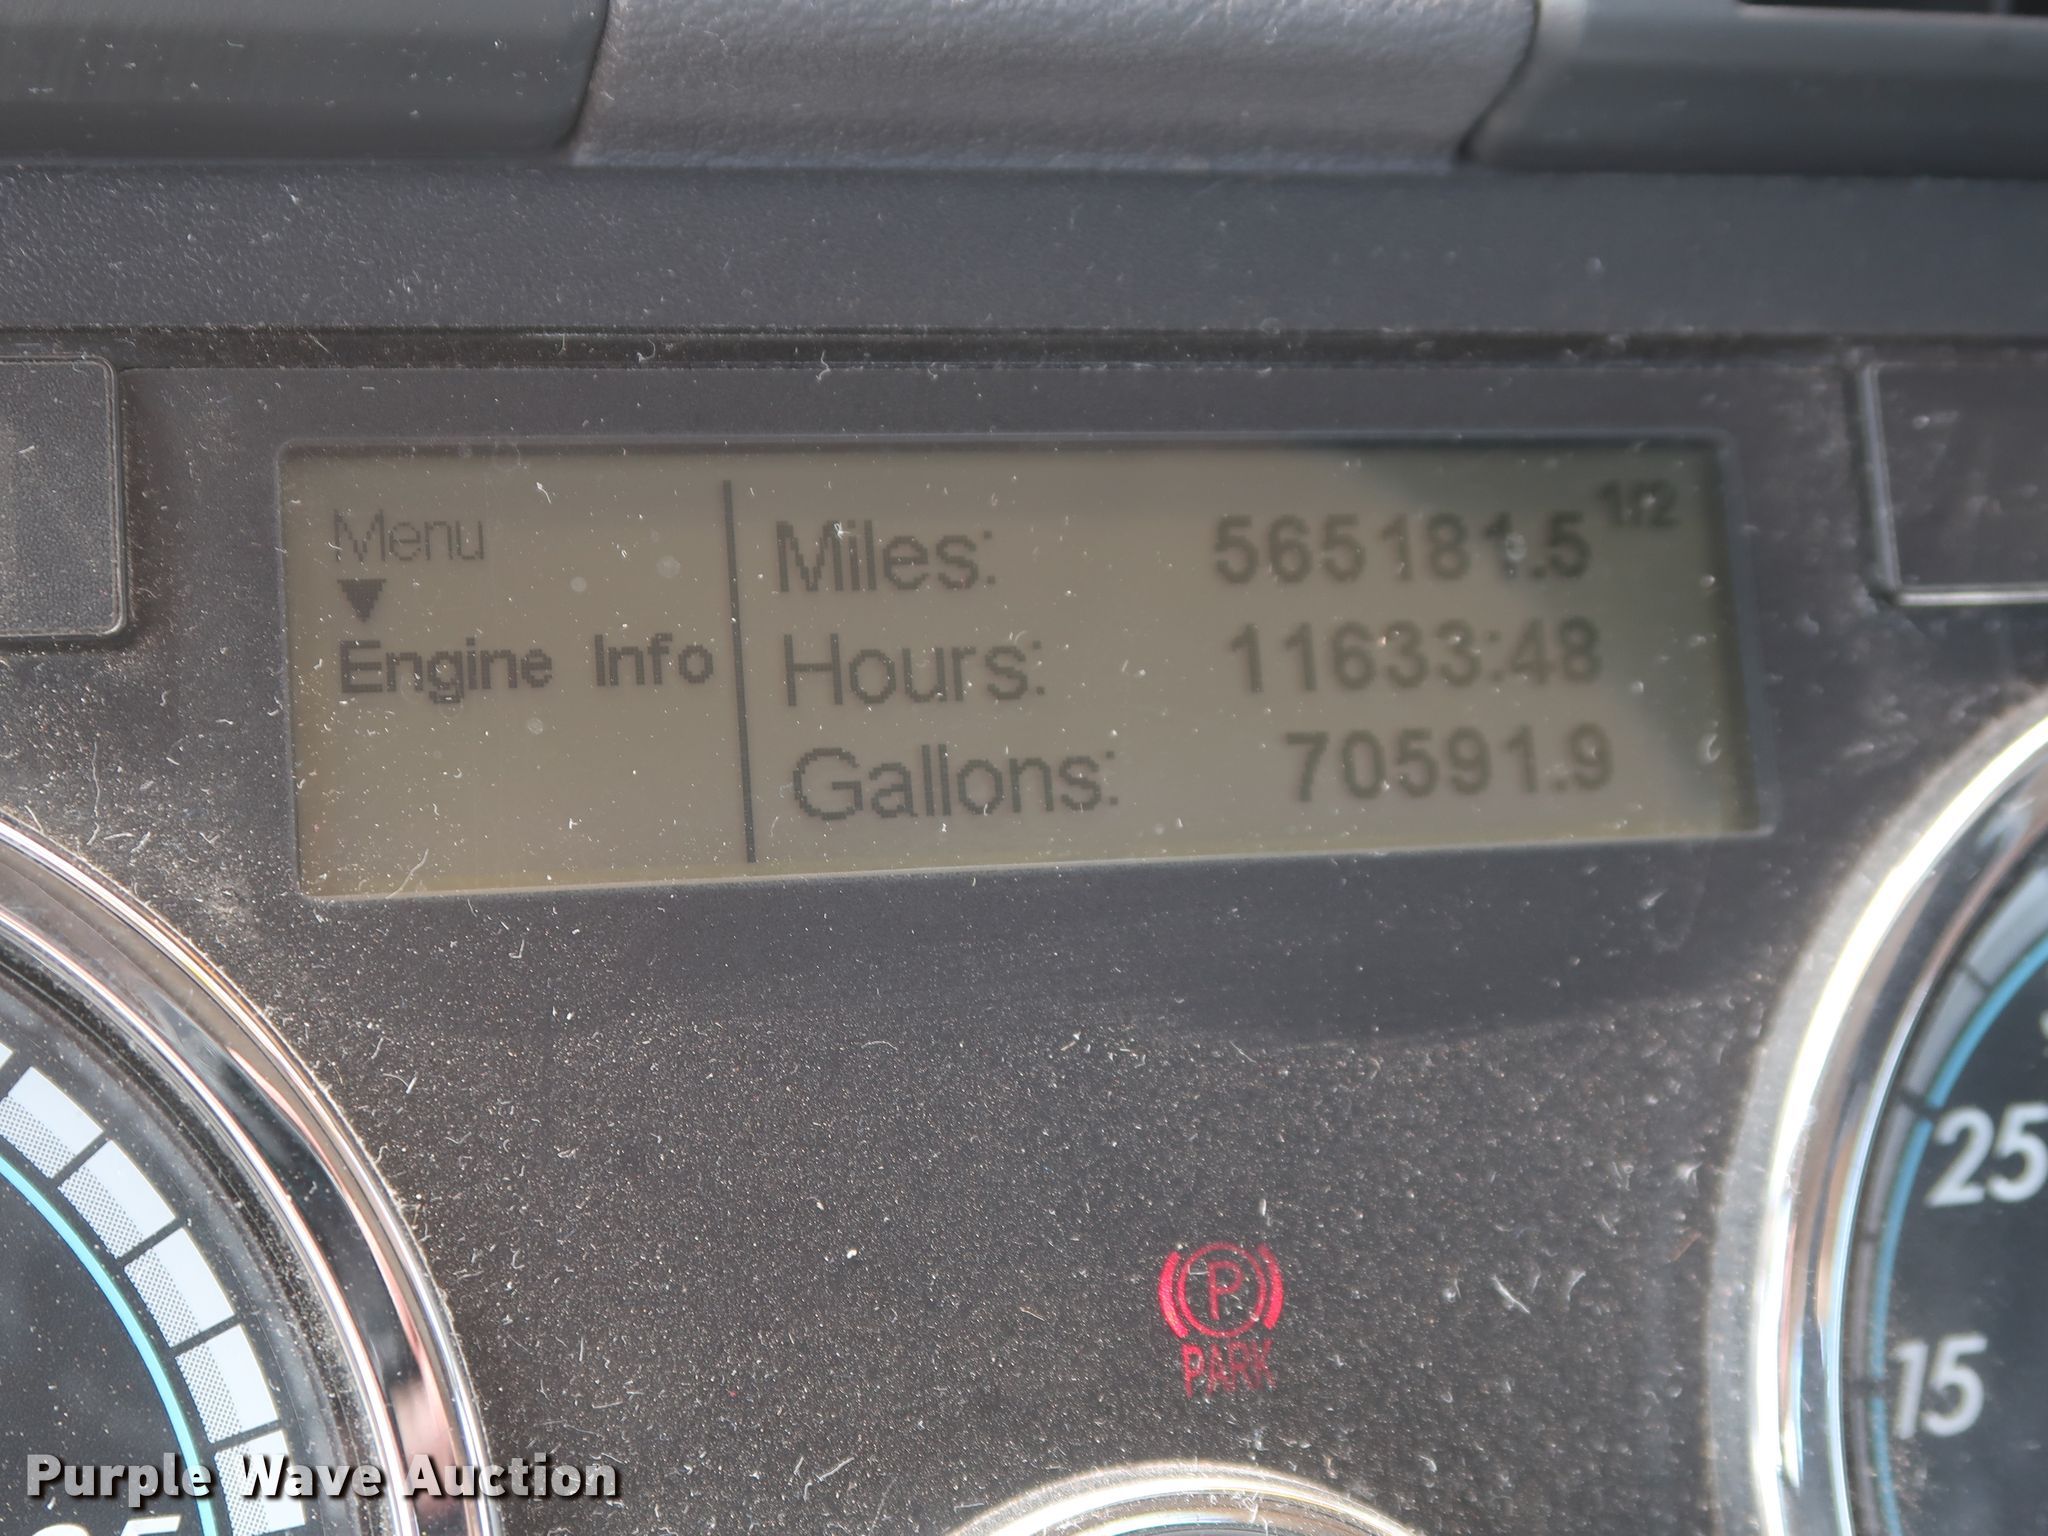 Menu
Engine Info
1/2
Miles: 565181.5
Hours: 11633:48
Gallons: 70591.9
25
15
P
PARK
Purple Wave Auction